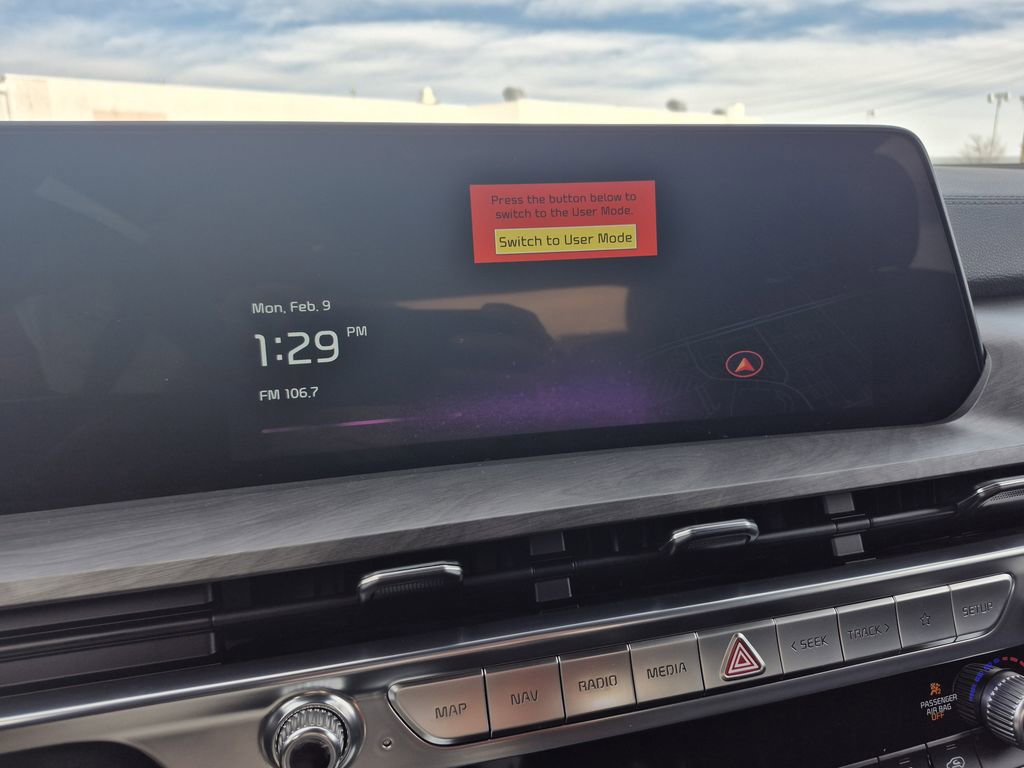 Press the button below to
switch to the User Mode.
Switch to User Mode
Mon, Feb. 9
1:29 PM
FM 106.7
MAP
NAV
RADIO
MEDIA
< SEEK
TRACK >
SETUP
PASSENGER
AIR BAG
OFF